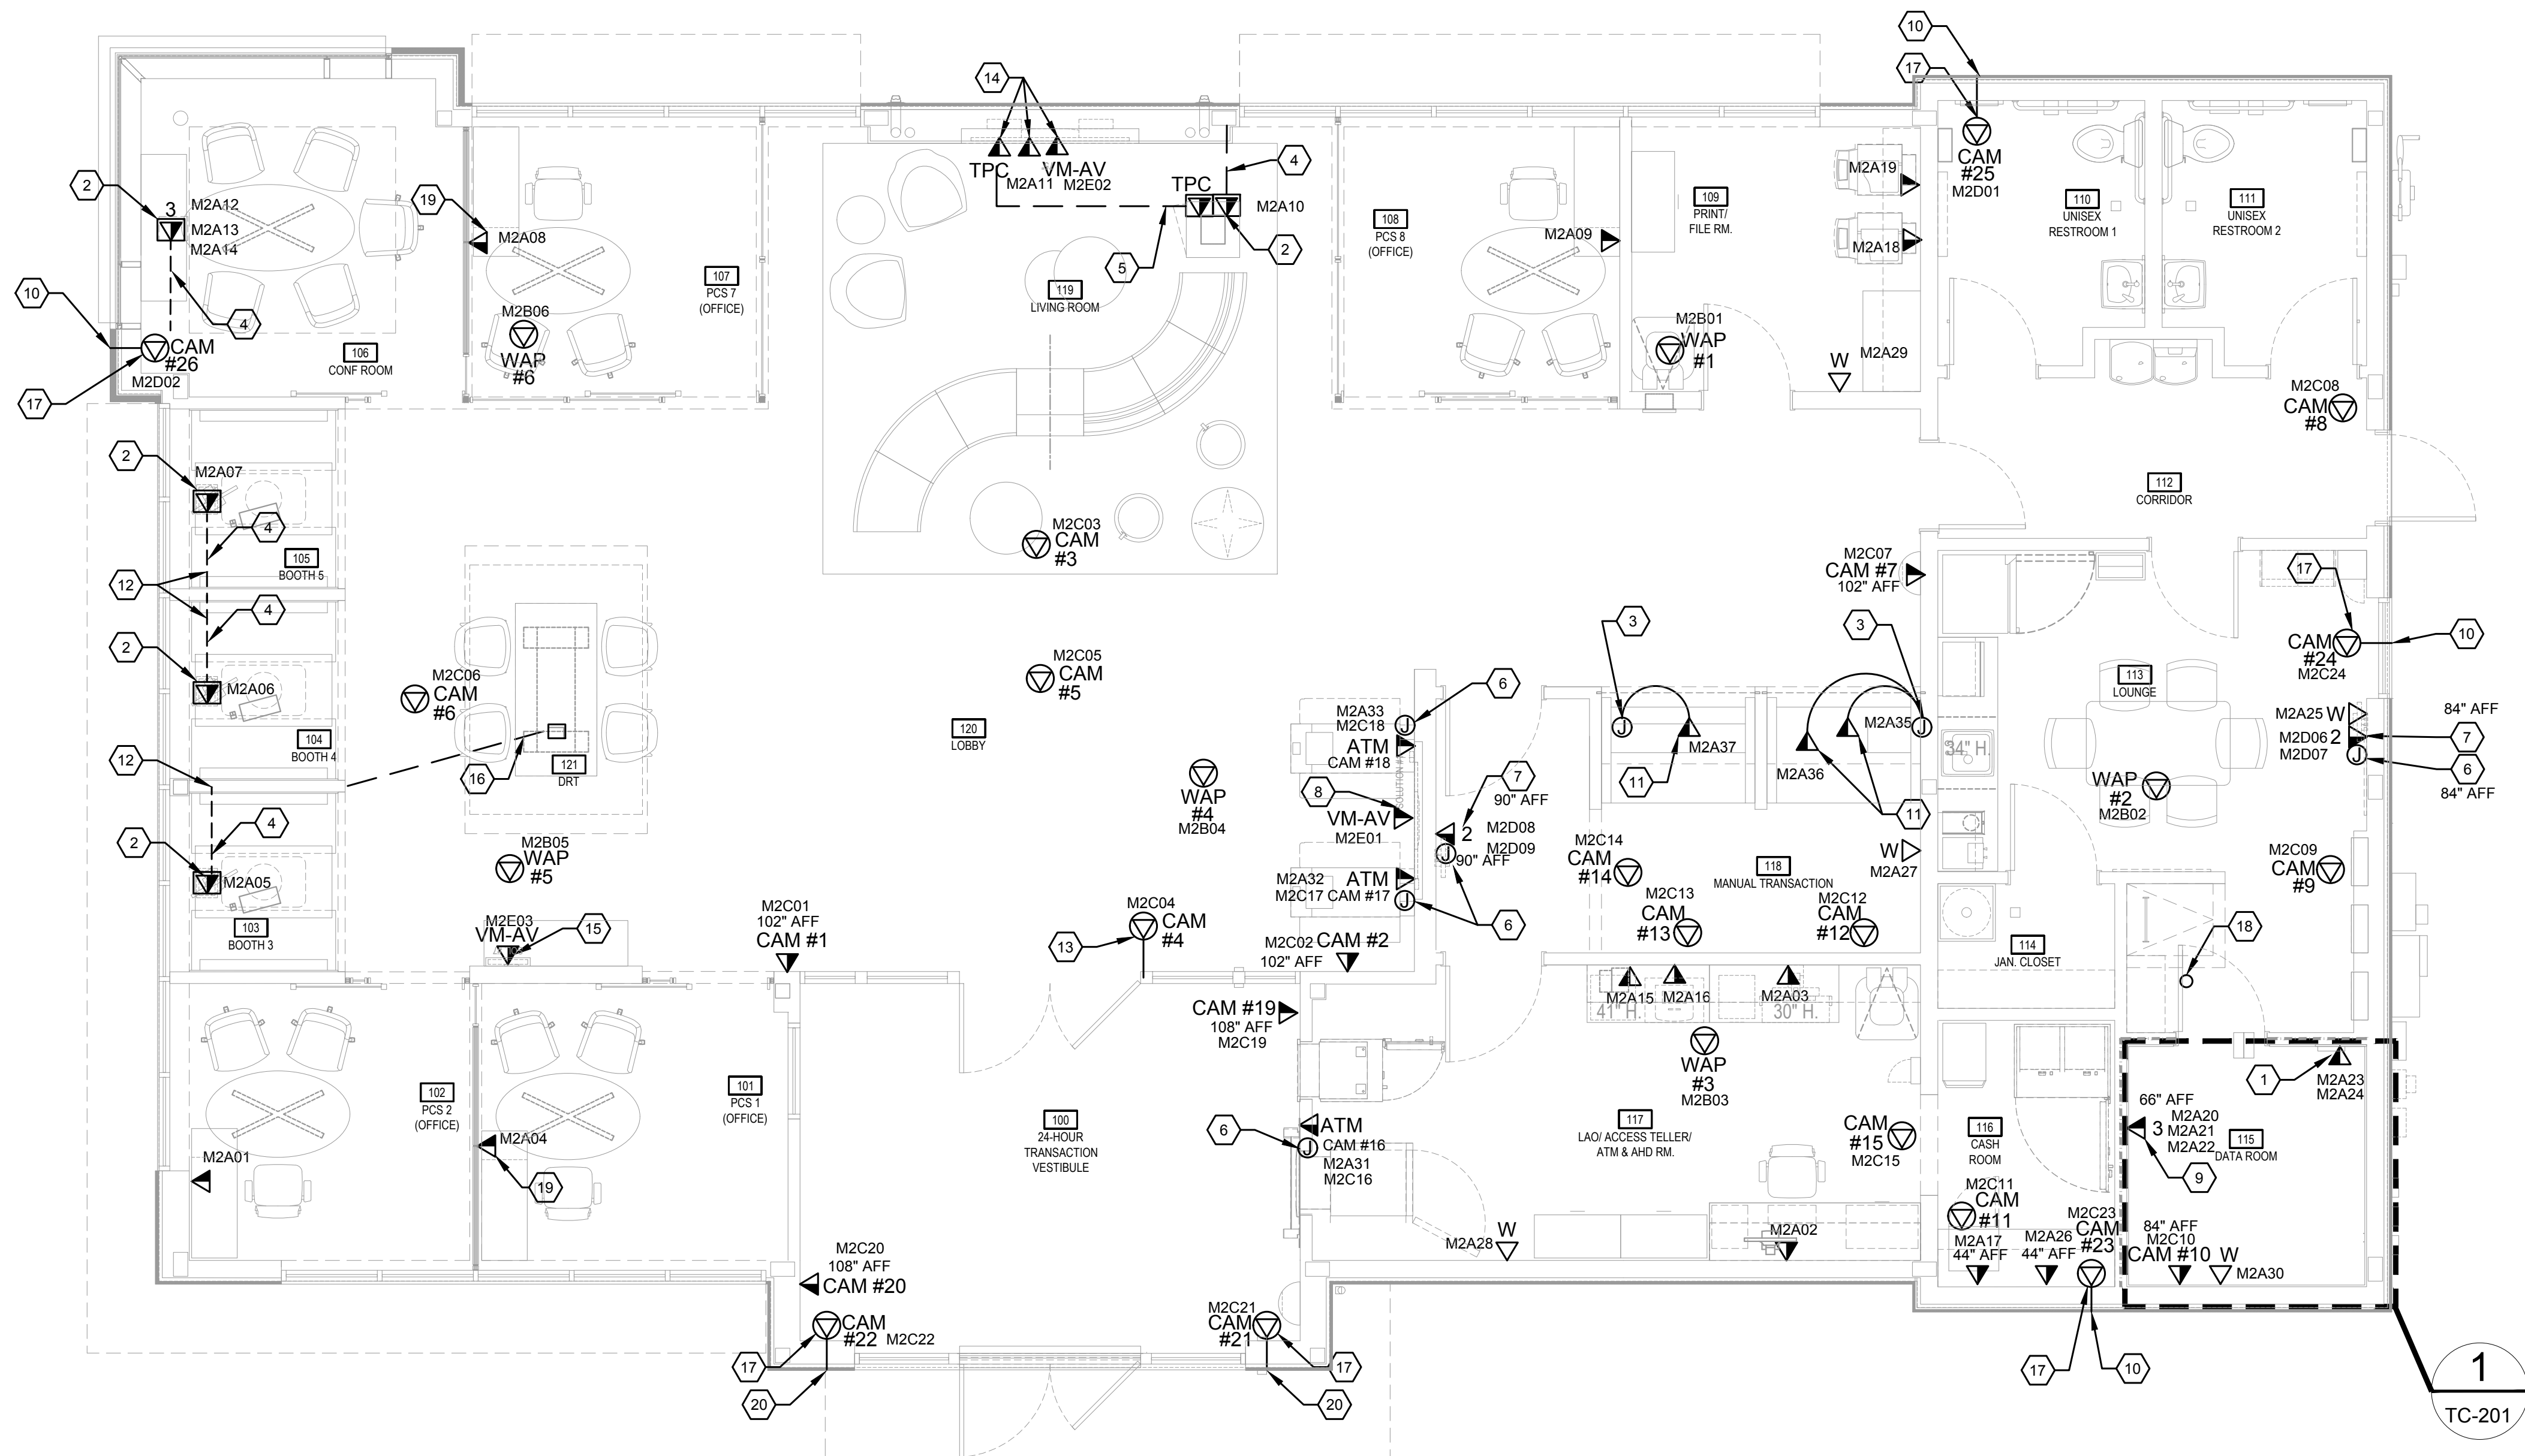 10
17
14
CAM
#25
M2D01
2
3
M2A12
M2A13
M2A14
4
19
M2A08
TPC
M2A11
VM-AV
M2E02
TPC
M2A10
4
2
5
M2A09
M2A19
M2A18
109
PRINT/
FILE RM.
110
UNISEX
RESTROOM 1
111
UNISEX
RESTROOM 2
108
PCS 8
(OFFICE)
107
PCS 7
(OFFICE)
119
LIVING ROOM
10
17
CAM
#26
M2D02
106
CONF ROOM
M2B06
WAP
#6
M2B01
WAP
#1
W
M2A29
M2C08
CAM
#8
2
M2A07
4
12
105
BOOTH 5
4
M2C03
CAM
#3
112
CORRIDOR
M2C07
CAM #7
102" AFF
17
CAM
#24
M2C24
10
2
M2A06
M2C06
CAM
#6
M2C05
CAM
#5
120
LOBBY
3
3
6
M2A33
M2C18
ATM
CAM #18
M2A37
M2A36
M2A35
11
11
34" H.
113
LOUNGE
M2A25 W
84" AFF
M2D06 2
M2D07
7
6
84" AFF
WAP
#2
M2B02
104
BOOTH 4
12
16
121
DRT
WAP
#4
M2B04
8
SOLUTION
VM-AV
M2E01
7
90" AFF
2
M2D08
M2D09
90" AFF
J
J
J
J
J
J
4
2
M2A05
M2B05
WAP
#5
M2A32
M2C17
ATM
CAM #17
6
M2C14
CAM
#14
118
MANUAL TRANSACTION
W
M2A27
M2C13
CAM
#13
M2C12
CAM
#12
M2C09
CAM
#9
103
BOOTH 3
M2E03
VM-AV
15
M2C01
102" AFF
CAM #1
13
M2C04
CAM
#4
M2C02
102" AFF
CAM #2
114
JAN. CLOSET
18
M2A15
M2A16
M2A03
41" H.
30" H.
CAM #19
108" AFF
M2C19
WAP
#3
M2B03
102
PCS 2
(OFFICE)
101
PCS 1
(OFFICE)
100
24-HOUR
TRANSACTION
VESTIBULE
6
ATM
J
CAM #16
M2A31
M2C16
117
LAO/ ACCESS TELLER/
ATM & AHD RM.
CAM
#15
M2C15
116
CASH
ROOM
1
M2A23
M2A24
66" AFF
3
M2A20
M2A21
M2A22
115
DATA ROOM
9
M2A01
M2A04
19
M2C11
CAM
#11
M2A17
44" AFF
M2A26
44" AFF
M2C23
CAM
#23
84" AFF
M2C10
CAM #10
W
M2A30
M2A28
W
M2A02
M2C20
108" AFF
CAM #20
CAM
#22
M2C22
M2C21
CAM
#21
17
20
17
20
17
10
1
TC-201